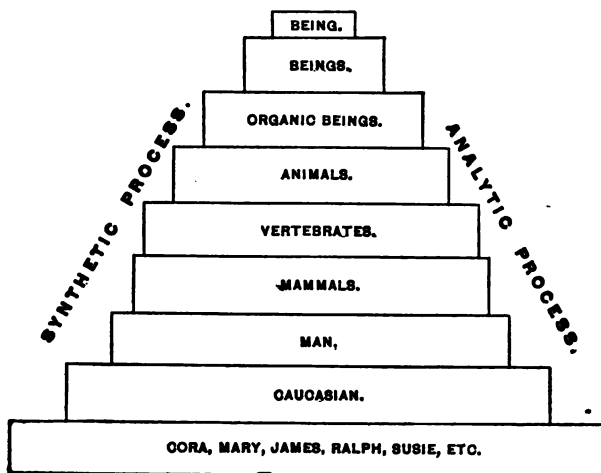 BEING.
BEINGS.
ORGANIC BEINGS.
ANIMALS.
VERTEBRATES.
MAMMALS.
MAN,
CAUCASIAN.
CORA, MARY, JAMES, RALPH, SUSIE, ETC.
SYNTHETIC PROCESS.
ANALYTIC PROCESS.